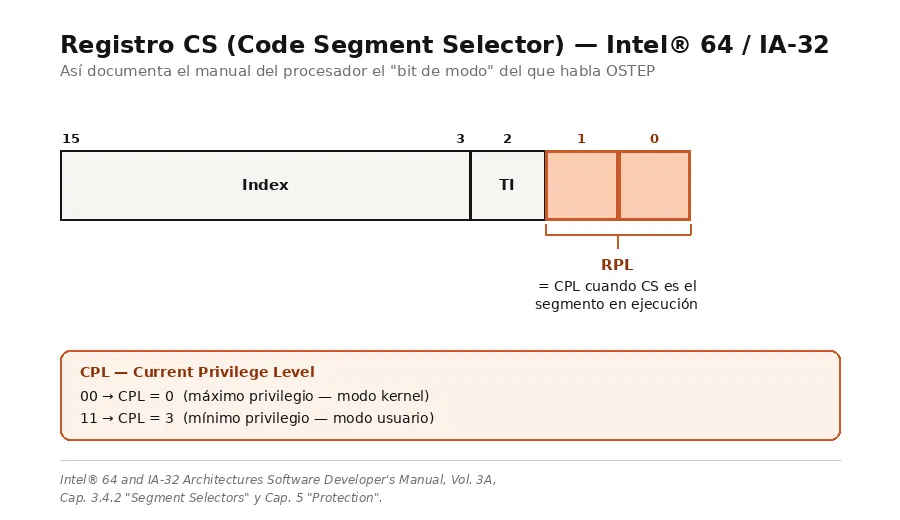 Registro CS (Code Segment Selector) — Intel® 64 / IA-32
Así documenta el manual del procesador el "bit de modo" del que habla OSTEP
15 3 2 1 0
Index TI
RPL
= CPL cuando CS es el
segmento en ejecución
CPL — Current Privilege Level
00 → CPL = 0 (máximo privilegio — modo kernel)
11 → CPL = 3 (mínimo privilegio — modo usuario)
Intel® 64 and IA-32 Architectures Software Developer's Manual, Vol. 3A,
Cap. 3.4.2 "Segment Selectors" y Cap. 5 "Protection".